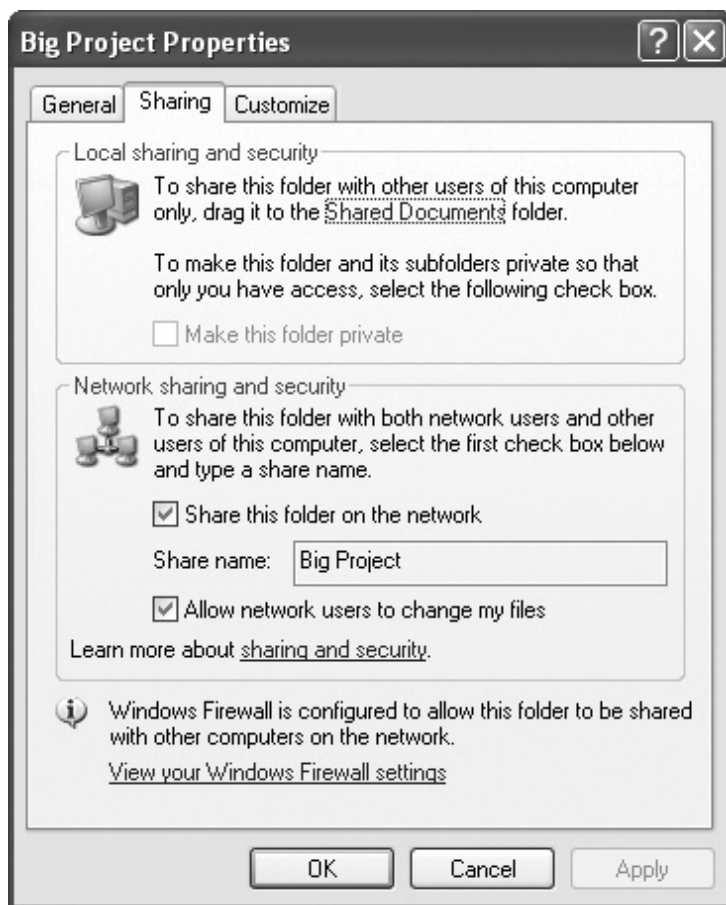 Big Project Properties
General Sharing Customize
Local sharing and security
To share this folder with other users of this computer
only, drag it to the Shared Documents folder.
To make this folder and its subfolders private so that
only you have access, select the following check box.
Make this folder private
Network sharing and security
To share this folder with both network users and other
users of this computer, select the first check box below
and type a share name.
Share this folder on the network
Share name: Big Project
Allow network users to change my files
Learn more about sharing and security.
Windows Firewall is configured to allow this folder to be shared
with other computers on the network.
View your Windows Firewall settings
OK Cancel Apply